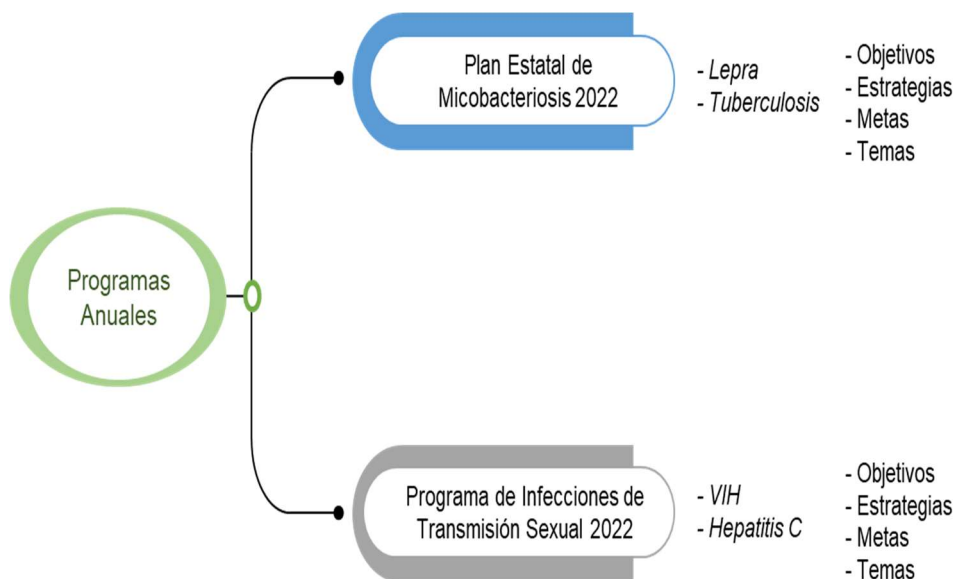 Programas
Anuales
Plan Estatal de
Micobacteriosis 2022
- Lepra
- Tuberculosis
- Objetivos
- Estrategias
- Metas
- Temas
Programa de Infecciones de
Transmisión Sexual 2022
- VIH
- Hepatitis C
- Objetivos
- Estrategias
- Metas
- Temas